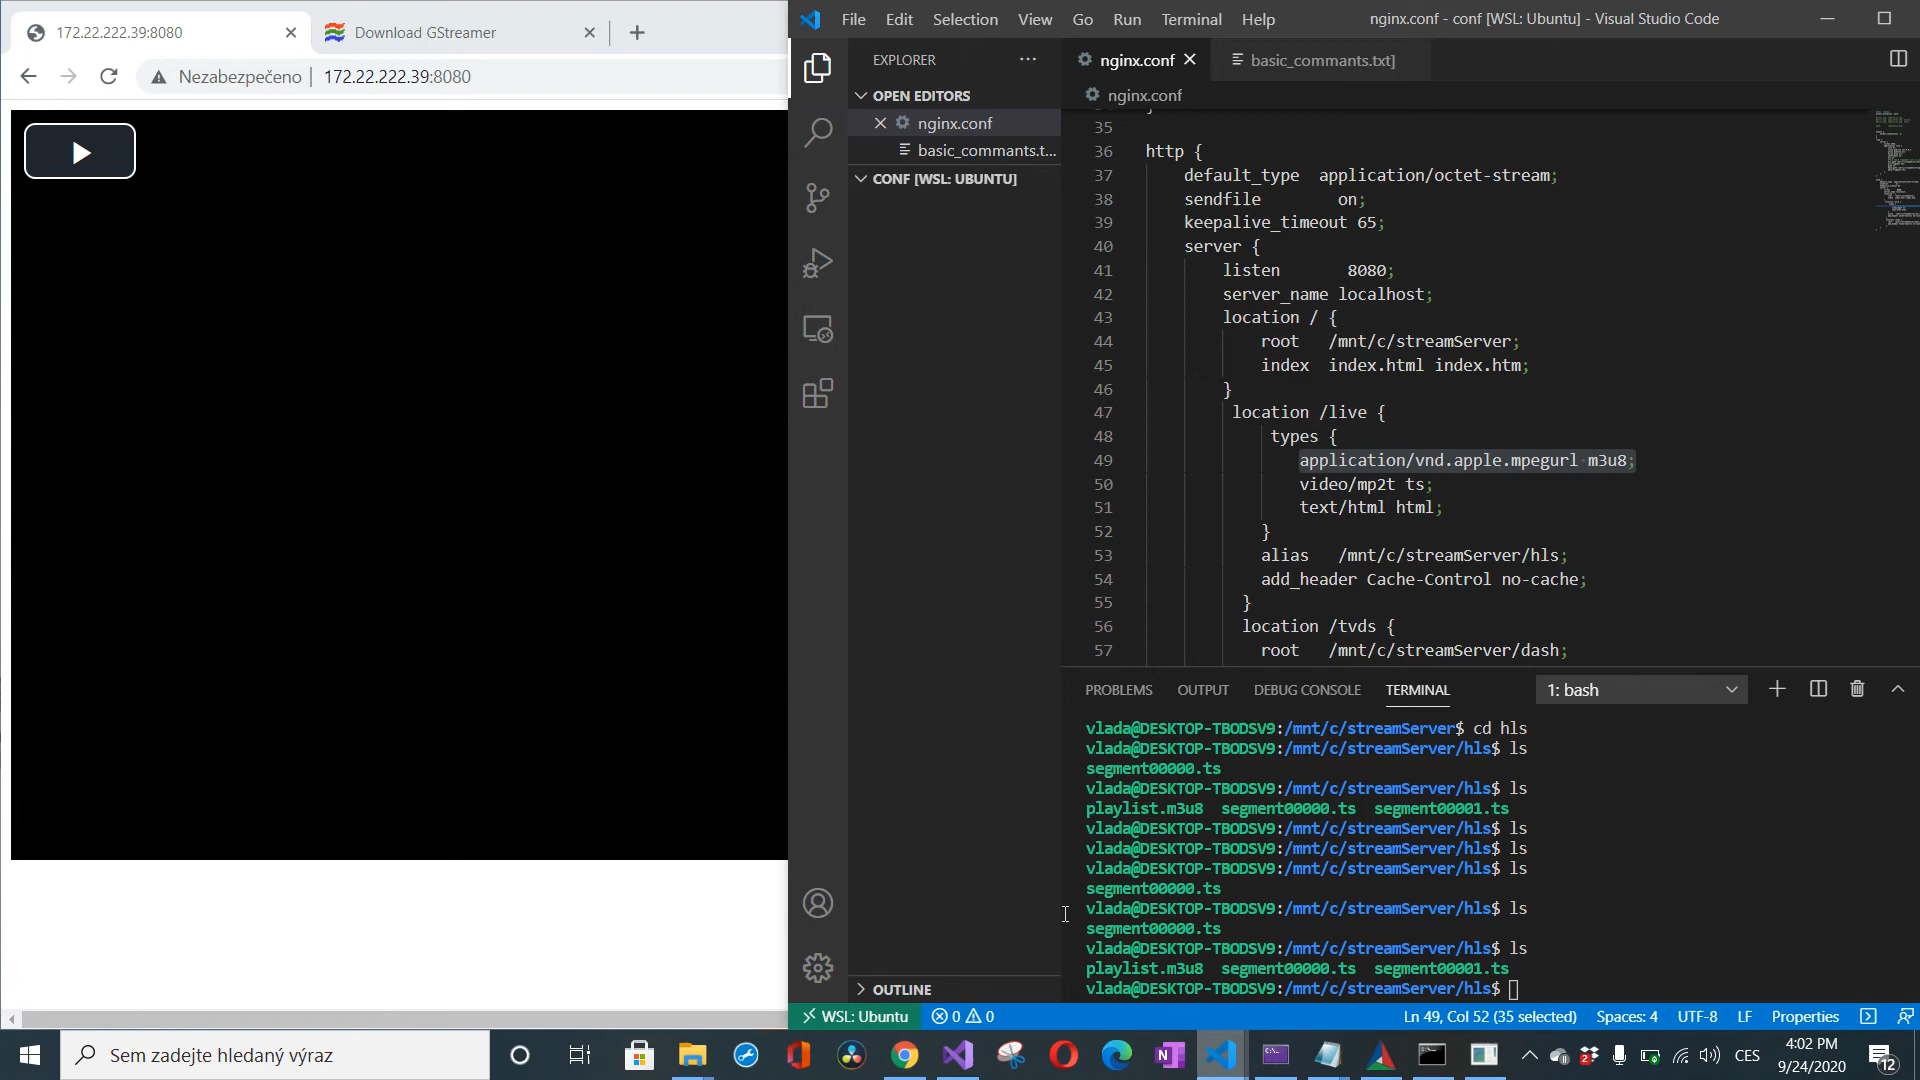 172.22.222.39:8080
Download GStreamer
Nezabezpečeno | 172.22.222.39:8080
File Edit Selection View Go Run Terminal Help
nginx.conf - conf [WSL: Ubuntu] - Visual Studio Code
EXPLORER
OPEN EDITORS
nginx.conf
basic_commants.t...
CONF [WSL: UBUNTU]
OUTLINE
nginx.conf
basic_commants.txt]
nginx.conf
35
36 http {
37 default_type application/octet-stream;
38 sendfile on;
39 keepalive_timeout 65;
40 server {
41 listen 8080;
42 server_name localhost;
43 location / {
44 root /mnt/c/streamServer;
45 index index.html index.htm;
46 }
47 location /live {
48 types {
49 application/vnd.apple.mpegurl m3u8;
50 video/mp2t ts;
51 text/html html;
52 }
53 alias /mnt/c/streamServer/hls;
54 add_header Cache-Control no-cache;
55 }
56 location /tvds {
57 root /mnt/c/streamServer/dash;
PROBLEMS OUTPUT DEBUG CONSOLE TERMINAL
1: bash
vlada@DESKTOP-TBODSV9:/mnt/c/streamServer$ cd hls
vlada@DESKTOP-TBODSV9:/mnt/c/streamServer/hls$ ls
segment00000.ts
vlada@DESKTOP-TBODSV9:/mnt/c/streamServer/hls$ ls
playlist.m3u8 segment00000.ts segment00001.ts
vlada@DESKTOP-TBODSV9:/mnt/c/streamServer/hls$ ls
vlada@DESKTOP-TBODSV9:/mnt/c/streamServer/hls$ ls
vlada@DESKTOP-TBODSV9:/mnt/c/streamServer/hls$ ls
segment00000.ts
vlada@DESKTOP-TBODSV9:/mnt/c/streamServer/hls$ ls
segment00000.ts
vlada@DESKTOP-TBODSV9:/mnt/c/streamServer/hls$ ls
playlist.m3u8 segment00000.ts segment00001.ts
vlada@DESKTOP-TBODSV9:/mnt/c/streamServer/hls$
WSL: Ubuntu 0 0
Ln 49, Col 52 (35 selected) Spaces: 4 UTF-8 LF Properties
Sem zadejte hledaný výraz
CES
4:02 PM
9/24/2020
12